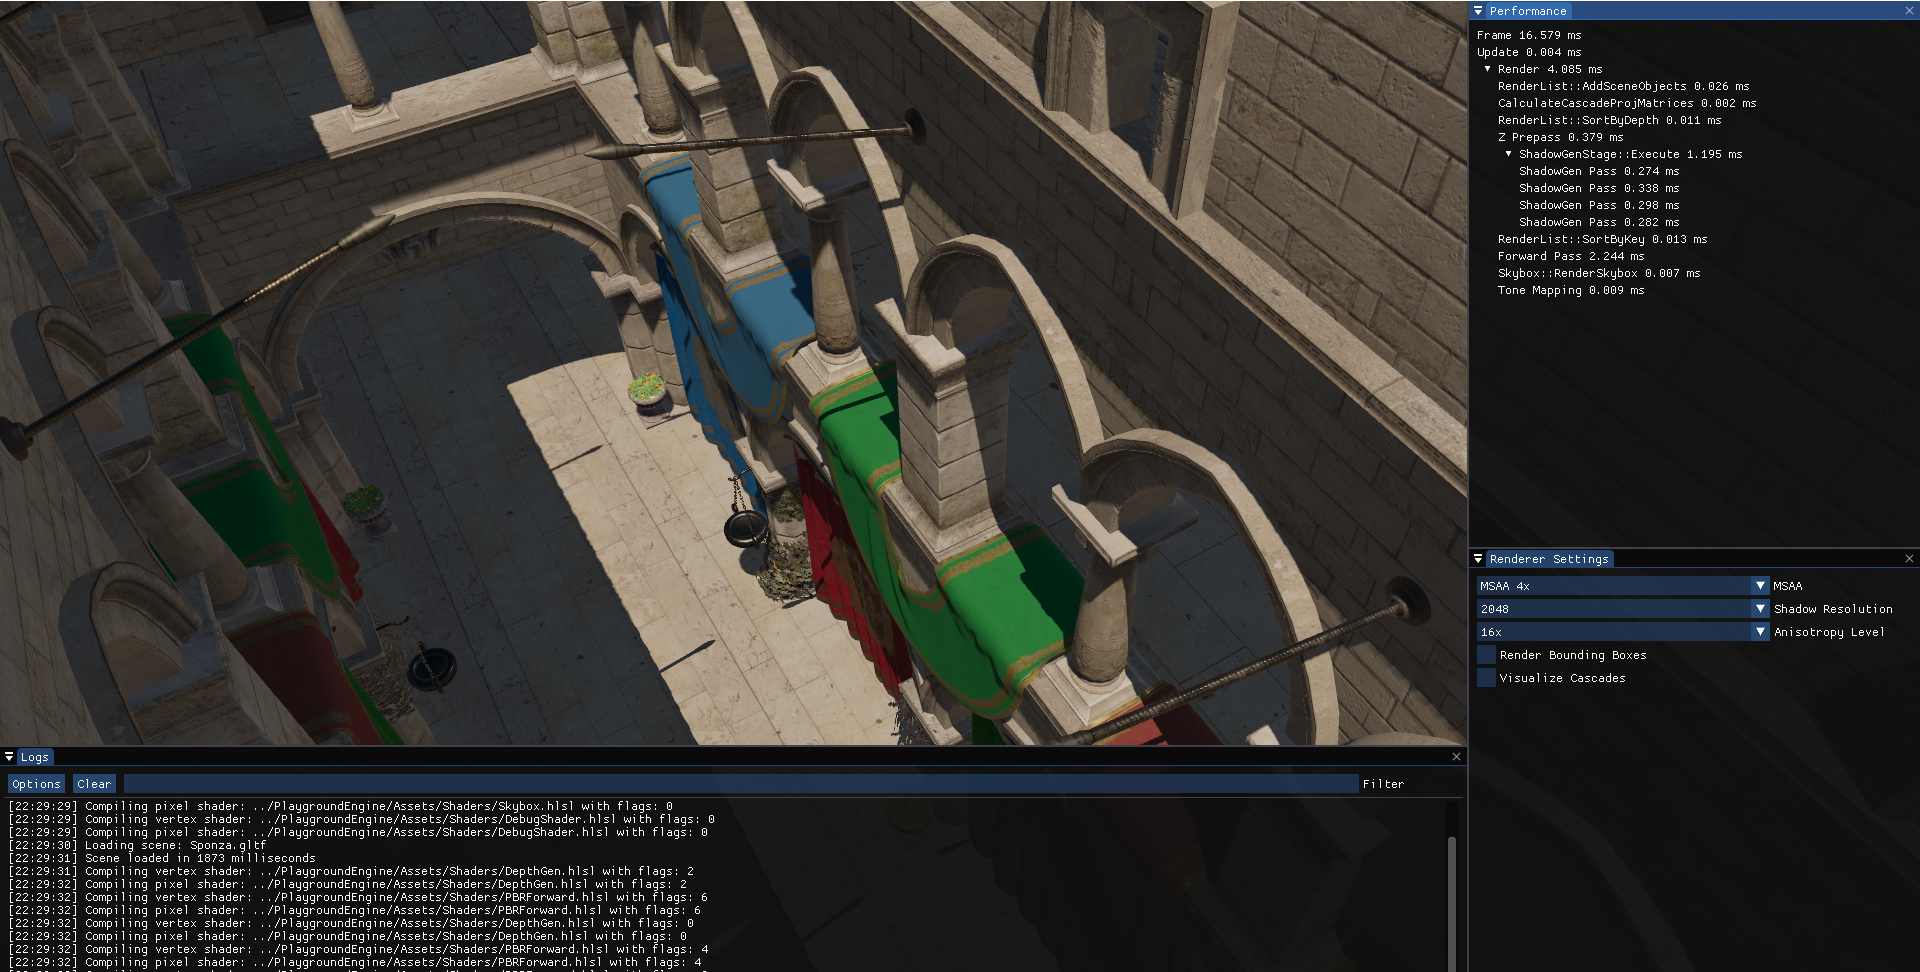 Performance
Frame 16.579 ms
Update 0.004 ms
Render 4.085 ms
RenderList::AddSceneObjects 0.026 ms
CalculateCascadeProjMatrices 0.002 ms
RenderList::SortByDepth 0.011 ms
Z Prepass 0.379 ms
ShadowGenStage::Execute 1.195 ms
ShadowGen Pass 0.274 ms
ShadowGen Pass 0.338 ms
ShadowGen Pass 0.298 ms
ShadowGen Pass 0.282 ms
RenderList::SortByKey 0.013 ms
Forward Pass 2.244 ms
Skybox::RenderSkybox 0.007 ms
Tone Mapping 0.009 ms
Renderer Settings
MSAA 4x MSAA
2048 Shadow Resolution
16x Anisotropy Level
Render Bounding Boxes
Visualize Cascades
Logs
Options Clear Filter
[22:29:29] Compiling pixel shader: ../PlaygroundEngine/Assets/Shaders/Skybox.hlsl with flags: 0
[22:29:29] Compiling vertex shader: ../PlaygroundEngine/Assets/Shaders/DebugShader.hlsl with flags: 0
[22:29:29] Compiling pixel shader: ../PlaygroundEngine/Assets/Shaders/DebugShader.hlsl with flags: 0
[22:29:30] Loading scene: Sponza.gltf
[22:29:31] Scene loaded in 1873 milliseconds
[22:29:31] Compiling vertex shader: ../PlaygroundEngine/Assets/Shaders/DepthGen.hlsl with flags: 2
[22:29:32] Compiling pixel shader: ../PlaygroundEngine/Assets/Shaders/DepthGen.hlsl with flags: 2
[22:29:32] Compiling vertex shader: ../PlaygroundEngine/Assets/Shaders/PBRForward.hlsl with flags: 6
[22:29:32] Compiling pixel shader: ../PlaygroundEngine/Assets/Shaders/PBRForward.hlsl with flags: 6
[22:29:32] Compiling vertex shader: ../PlaygroundEngine/Assets/Shaders/DepthGen.hlsl with flags: 0
[22:29:32] Compiling pixel shader: ../PlaygroundEngine/Assets/Shaders/DepthGen.hlsl with flags: 0
[22:29:32] Compiling vertex shader: ../PlaygroundEngine/Assets/Shaders/PBRForward.hlsl with flags: 4
[22:29:32] Compiling pixel shader: ../PlaygroundEngine/Assets/Shaders/PBRForward.hlsl with flags: 4